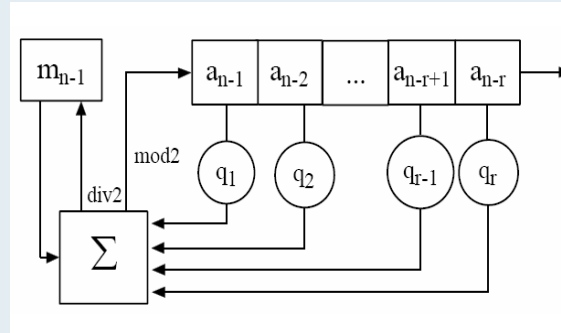 m_{n-1} a_{n-1} a_{n-2} ... a_{n-r+1} a_{n-r}
mod2
q_1 q_2 q_{r-1} q_r
div2
Σ